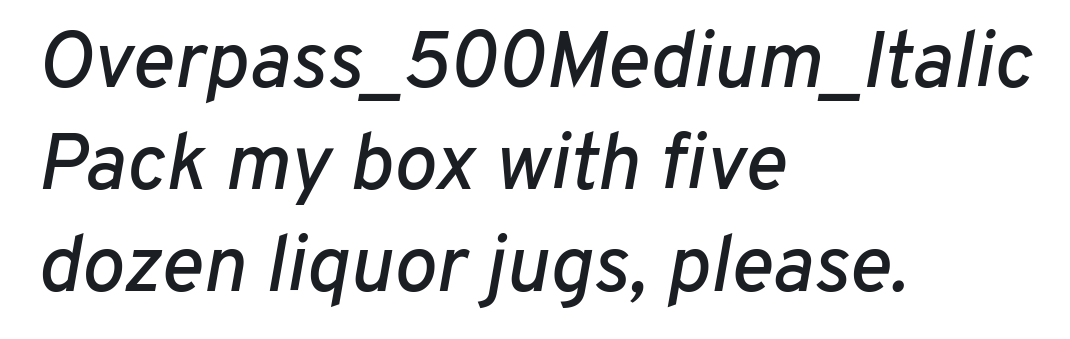 Overpass_500Medium_Italic
Pack my box with five
dozen liquor jugs, please.